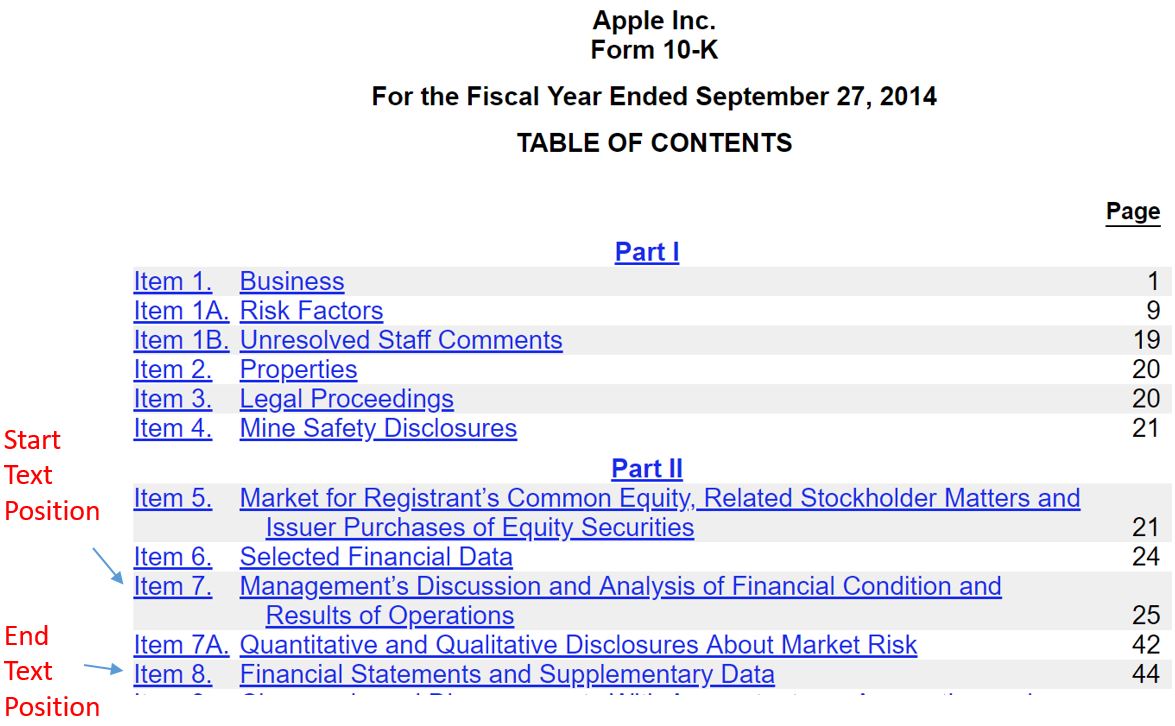 Apple Inc.
Form 10-K
For the Fiscal Year Ended September 27, 2014
TABLE OF CONTENTS
Page
Part I
Item 1. Business 1
Item 1A. Risk Factors 9
Item 1B. Unresolved Staff Comments 19
Item 2. Properties 20
Item 3. Legal Proceedings 20
Item 4. Mine Safety Disclosures 21
Start
Text
Position
Part II
Item 5. Market for Registrant’s Common Equity, Related Stockholder Matters and
Issuer Purchases of Equity Securities 21
Item 6. Selected Financial Data 24
Item 7. Management’s Discussion and Analysis of Financial Condition and
Results of Operations 25
End
Text
Position
Item 7A. Quantitative and Qualitative Disclosures About Market Risk 42
Item 8. Financial Statements and Supplementary Data 44